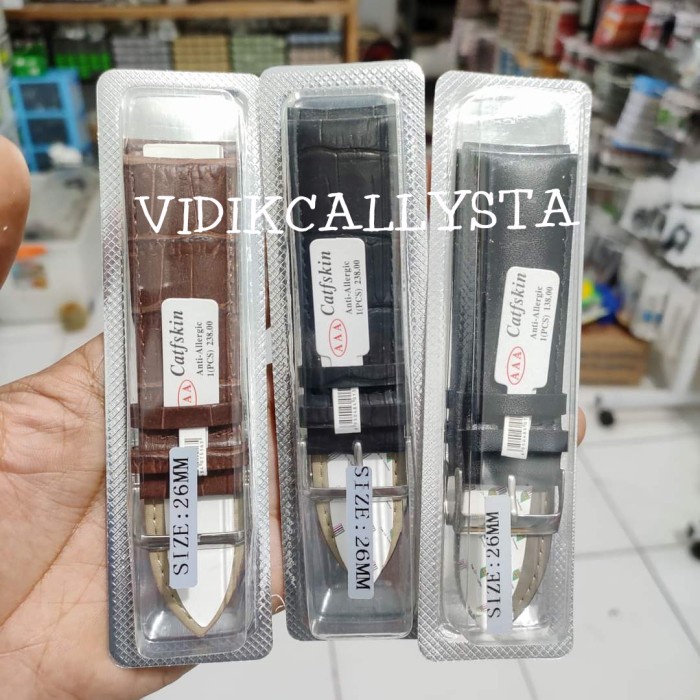 VIDIKCALLYSTA
Catfskin
Anti-Allergic
1(PCS) 238.00
AA
SIZE:26MM
Catfskin
Anti-Allergic
1(PCS) 238.00
AAA
SIZE:26MM
Catfskin
Anti-Allergic
1(PCS) 138.00
AAA
SIZE:26MM